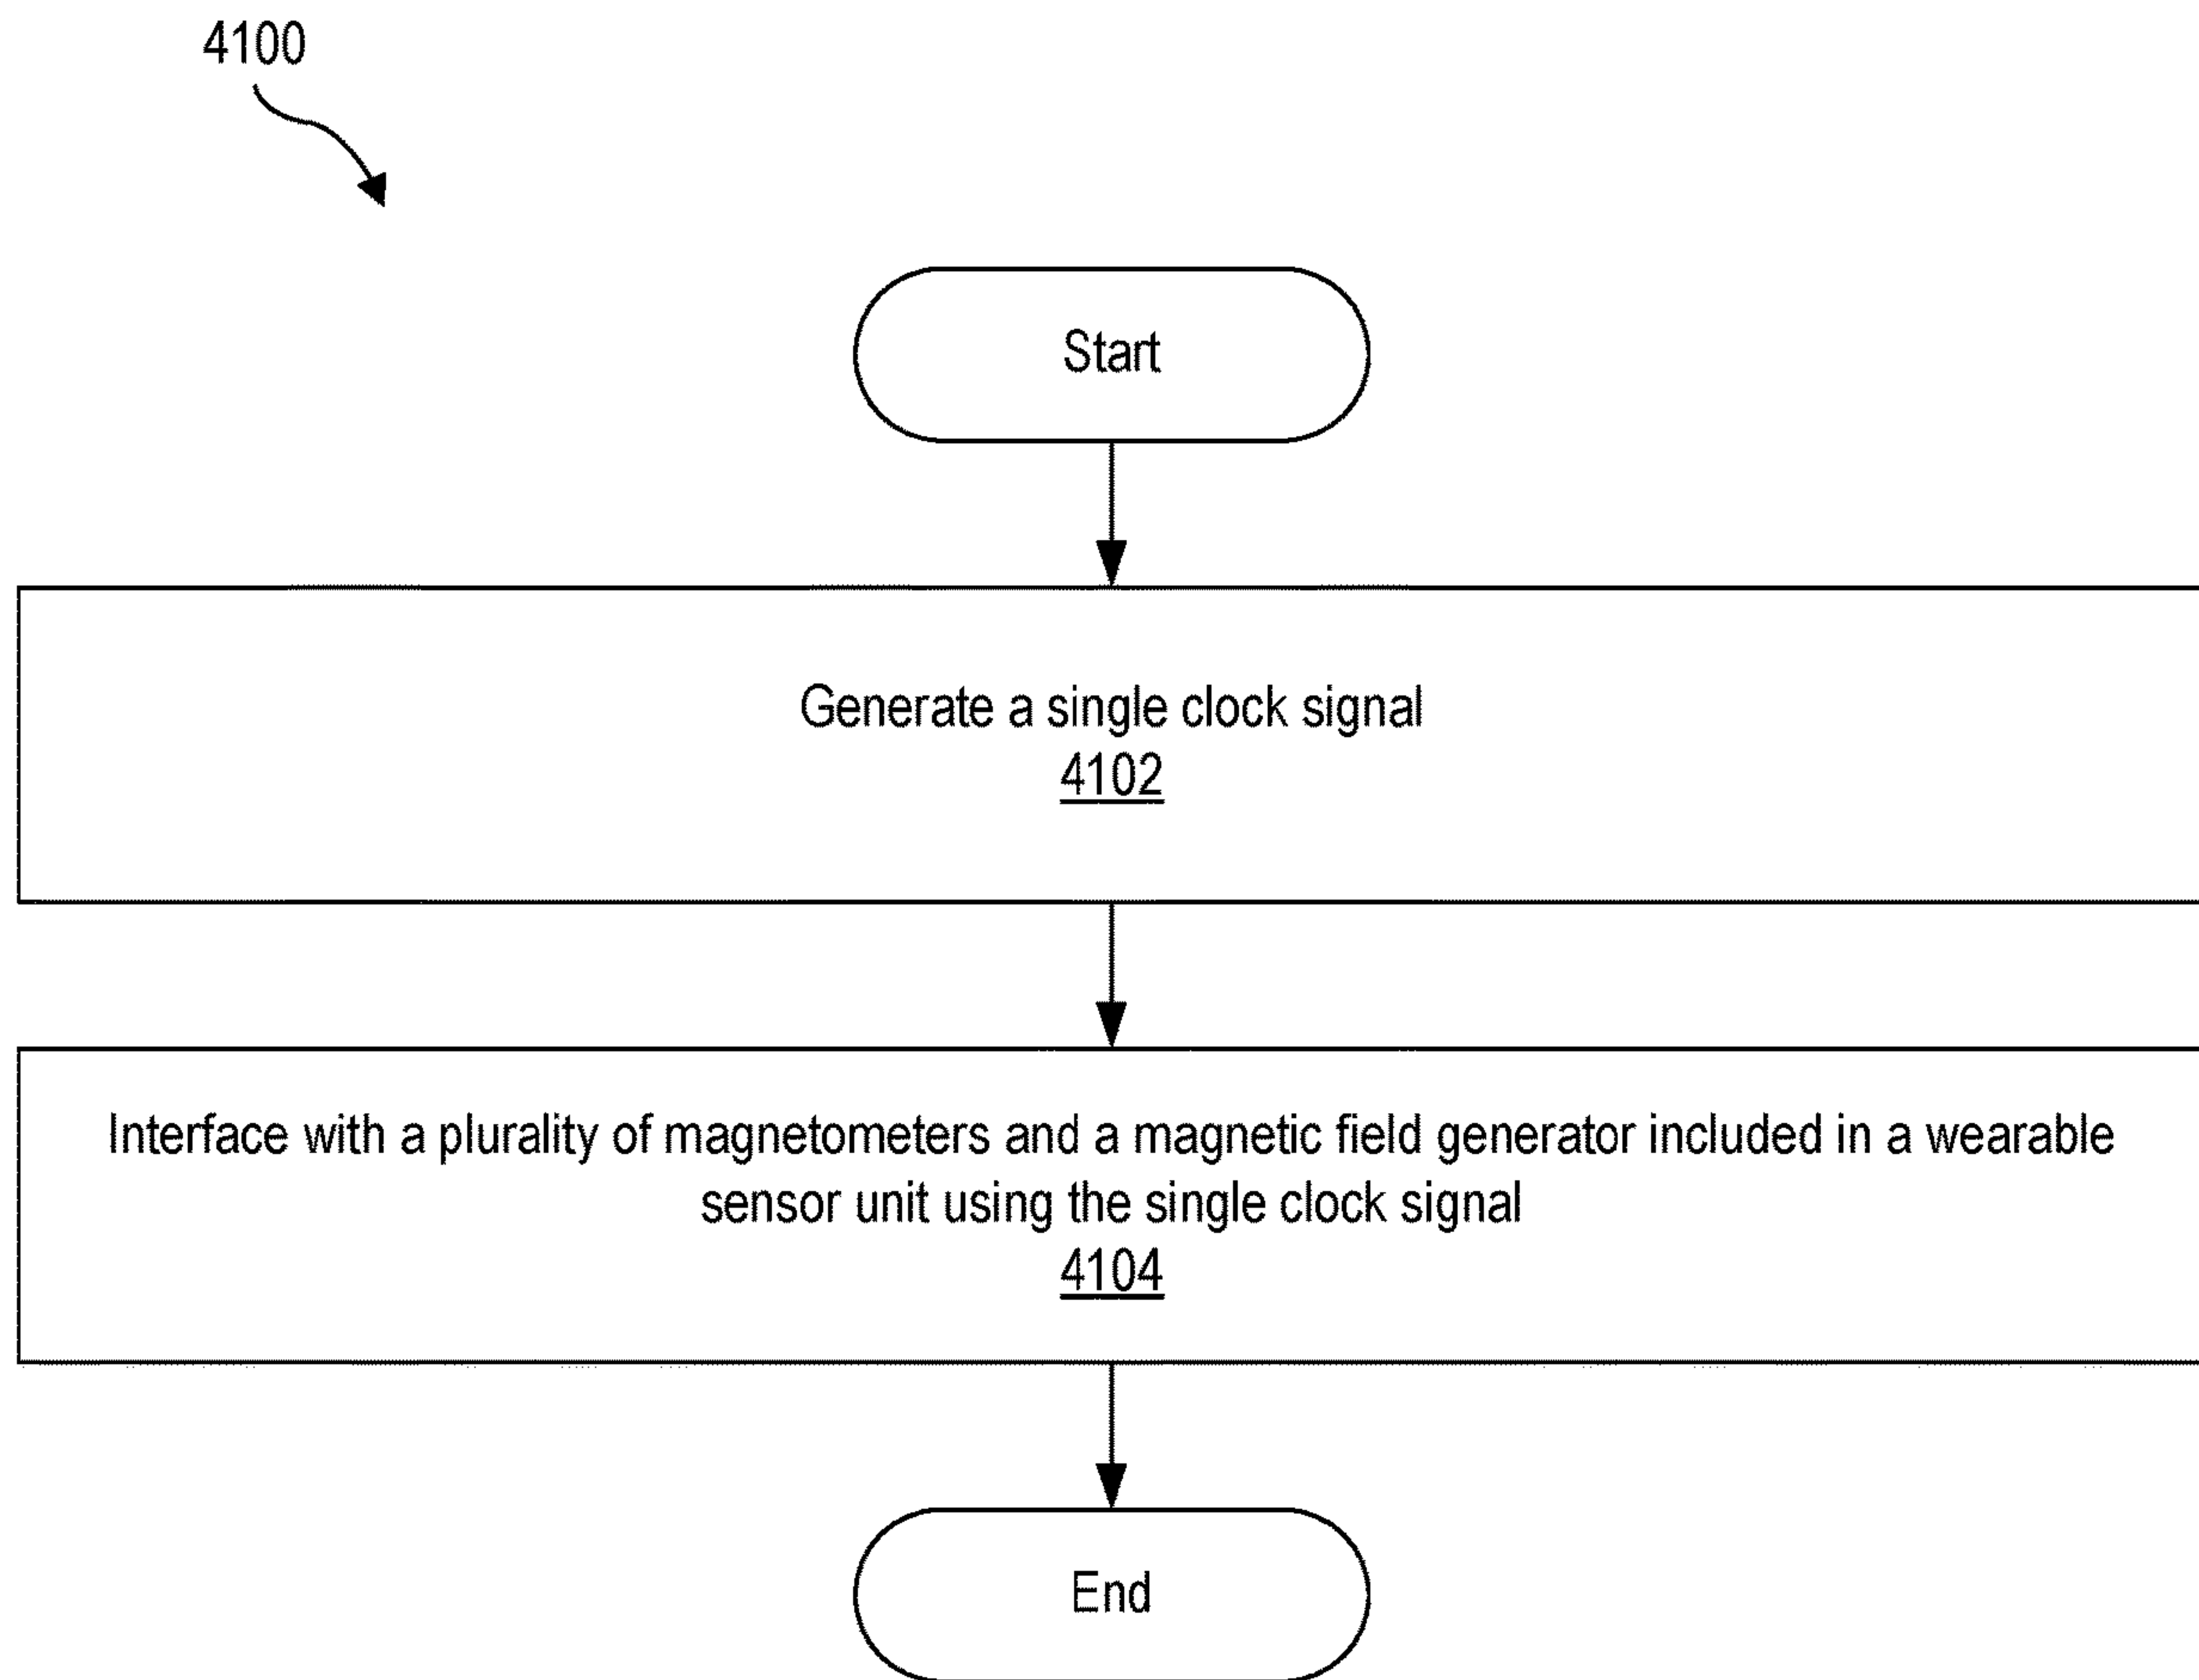 4100
Start
Generate a single clock signal
4102
Interface with a plurality of magnetometers and a magnetic field generator included in a wearable
sensor unit using the single clock signal
4104
End